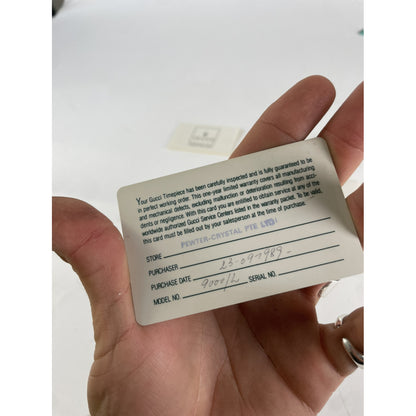 Your Gucci Timepiece has been carefully inspected and is fully guaranteed to be
in perfect working order. This one-year limited warranty covers all manufacturing
and mechanical defects, excluding malfunction or deterioration resulting from acci-
dents or negligence. With this card you are entitled to obtain service at any of the
worldwide authorized Gucci Service Centers listed in the warranty packet. To be valid,
this card must be filled out by your salesperson at the time of purchase.
STORE PEWTER-CRYSTAL PTE LTD
PURCHASER
PURCHASE DATE 23-09-1989-
MODEL NO. SERIAL NO.